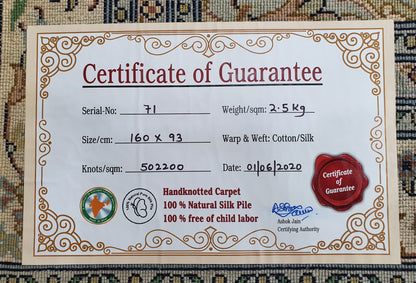 Certificate of Guarantee
Serial-No: 71 Weight/sqm: 2.5 Kg
Size/cm: 160 X 93 Warp & Weft: Cotton/Silk
Knots/sqm: 502200 Date: 01/06/2020
Certificate
of
Guarantee
Handknotted Carpet
100 % Natural Silk Pile
100 % free of child labor
Ashok Jain
Certifying Authority